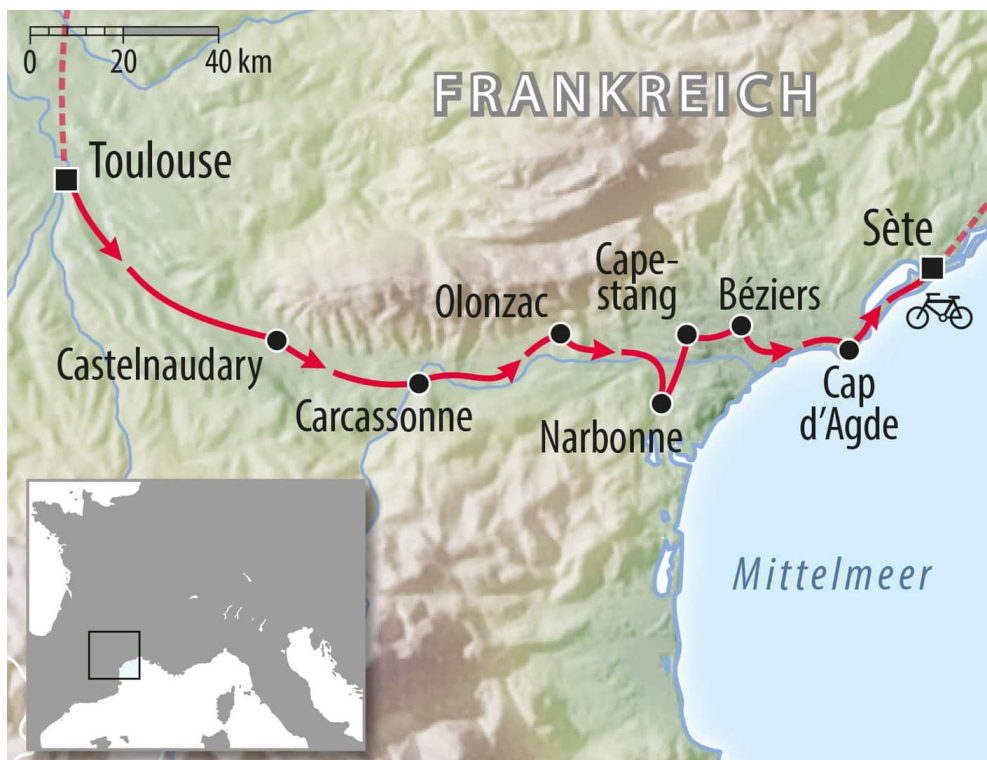 0 20 40 km
FRANKREICH
Toulouse
Sète
Cape-
stang
Béziers
Olonzac
Castelnaudary
Carcassonne
Narbonne
Cap
d'Agde
Mittelmeer